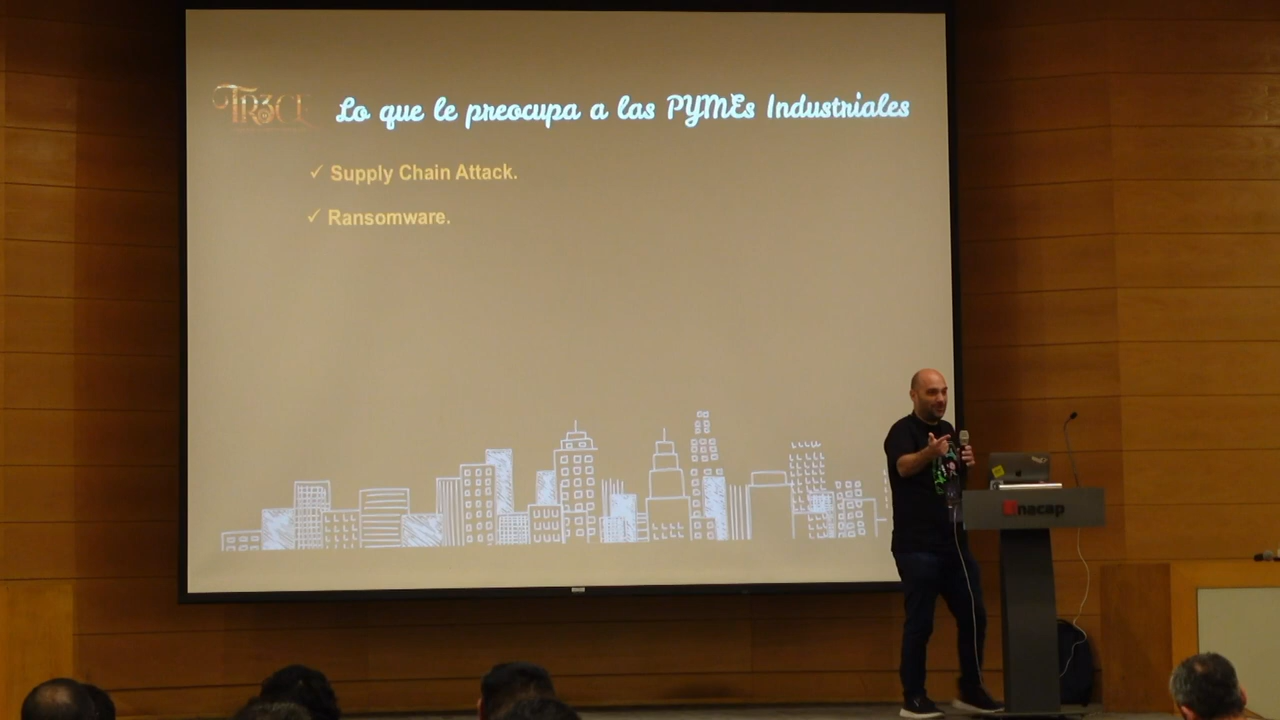 TR3CE
Lo que le preocupa a las PYMEs Industriales
✓ Supply Chain Attack.
✓ Ransomware.
inacap